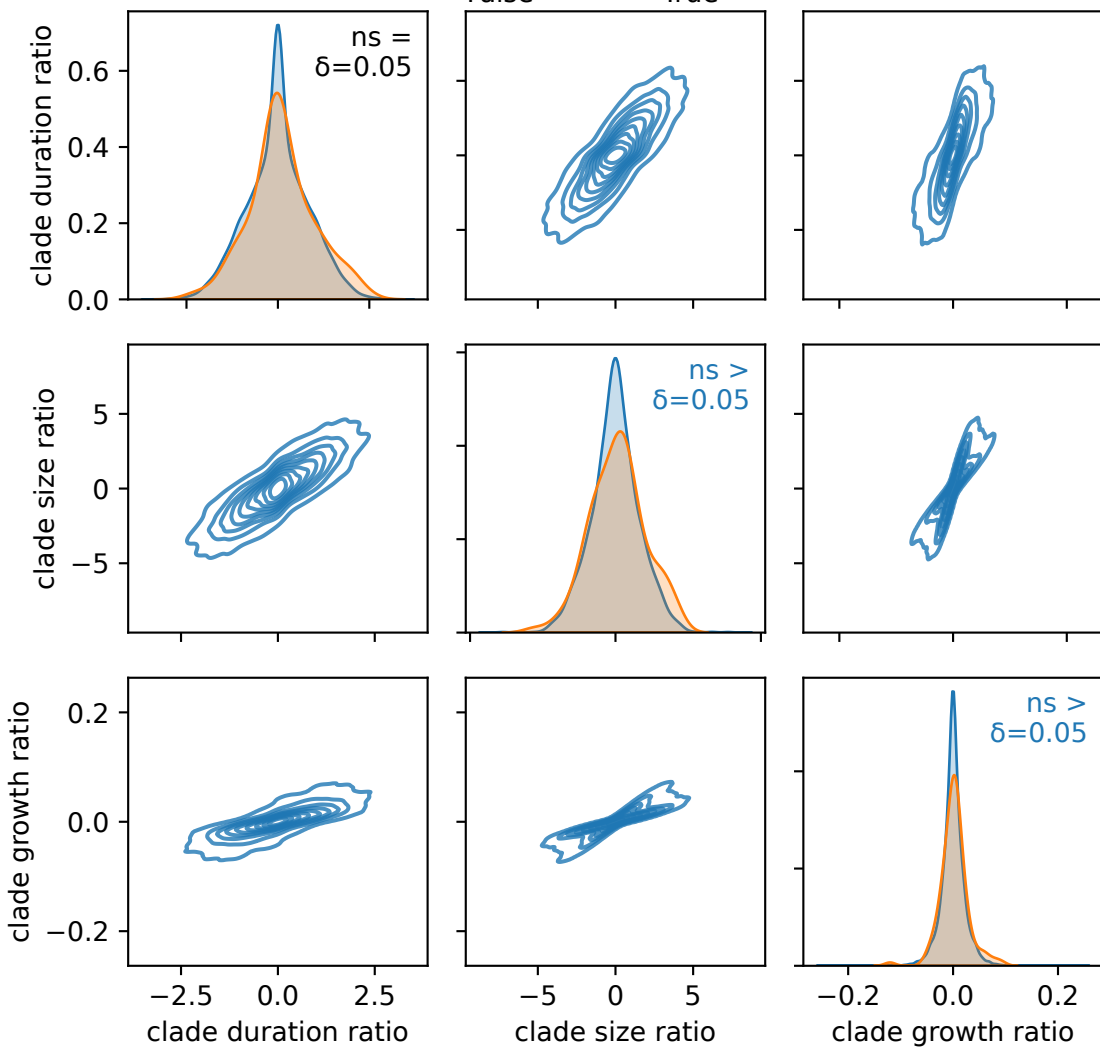 clade duration ratio
0.6
0.4
0.2
0.0
ns =
δ=0.05
clade size ratio
5
0
−5
ns >
δ=0.05
clade growth ratio
0.2
0.0
−0.2
ns >
δ=0.05
−2.5 0.0 2.5
−5 0 5
−0.2 0.0 0.2
clade duration ratio
clade size ratio
clade growth ratio